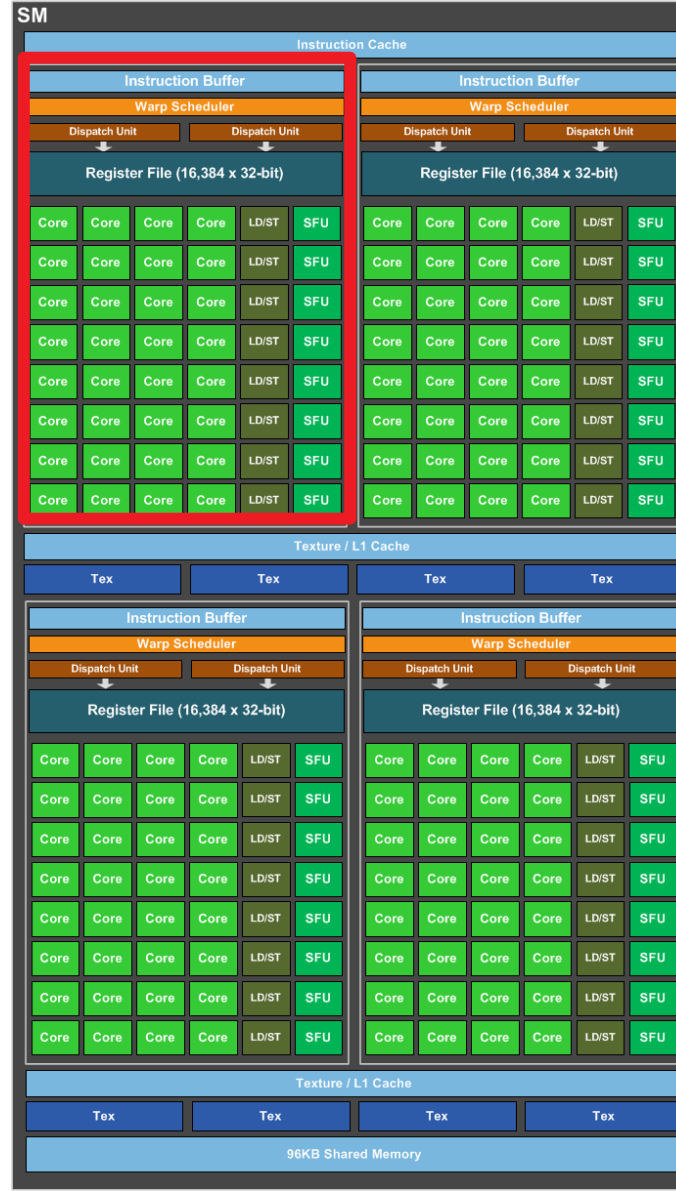 SM
Instruction Cache
Instruction Buffer Instruction Buffer
Warp Scheduler Warp Scheduler
Dispatch Unit Dispatch Unit Dispatch Unit Dispatch Unit
Register File (16,384 x 32-bit) Register File (16,384 x 32-bit)
Core Core Core Core LD/ST SFU Core Core Core Core LD/ST SFU
Core Core Core Core LD/ST SFU Core Core Core Core LD/ST SFU
Core Core Core Core LD/ST SFU Core Core Core Core LD/ST SFU
Core Core Core Core LD/ST SFU Core Core Core Core LD/ST SFU
Core Core Core Core LD/ST SFU Core Core Core Core LD/ST SFU
Core Core Core Core LD/ST SFU Core Core Core Core LD/ST SFU
Core Core Core Core LD/ST SFU Core Core Core Core LD/ST SFU
Core Core Core Core LD/ST SFU Core Core Core Core LD/ST SFU
Texture / L1 Cache
Tex Tex Tex Tex
Instruction Buffer Instruction Buffer
Warp Scheduler Warp Scheduler
Dispatch Unit Dispatch Unit Dispatch Unit Dispatch Unit
Register File (16,384 x 32-bit) Register File (16,384 x 32-bit)
Core Core Core Core LD/ST SFU Core Core Core Core LD/ST SFU
Core Core Core Core LD/ST SFU Core Core Core Core LD/ST SFU
Core Core Core Core LD/ST SFU Core Core Core Core LD/ST SFU
Core Core Core Core LD/ST SFU Core Core Core Core LD/ST SFU
Core Core Core Core LD/ST SFU Core Core Core Core LD/ST SFU
Core Core Core Core LD/ST SFU Core Core Core Core LD/ST SFU
Core Core Core Core LD/ST SFU Core Core Core Core LD/ST SFU
Core Core Core Core LD/ST SFU Core Core Core Core LD/ST SFU
Texture / L1 Cache
Tex Tex Tex Tex
96KB Shared Memory